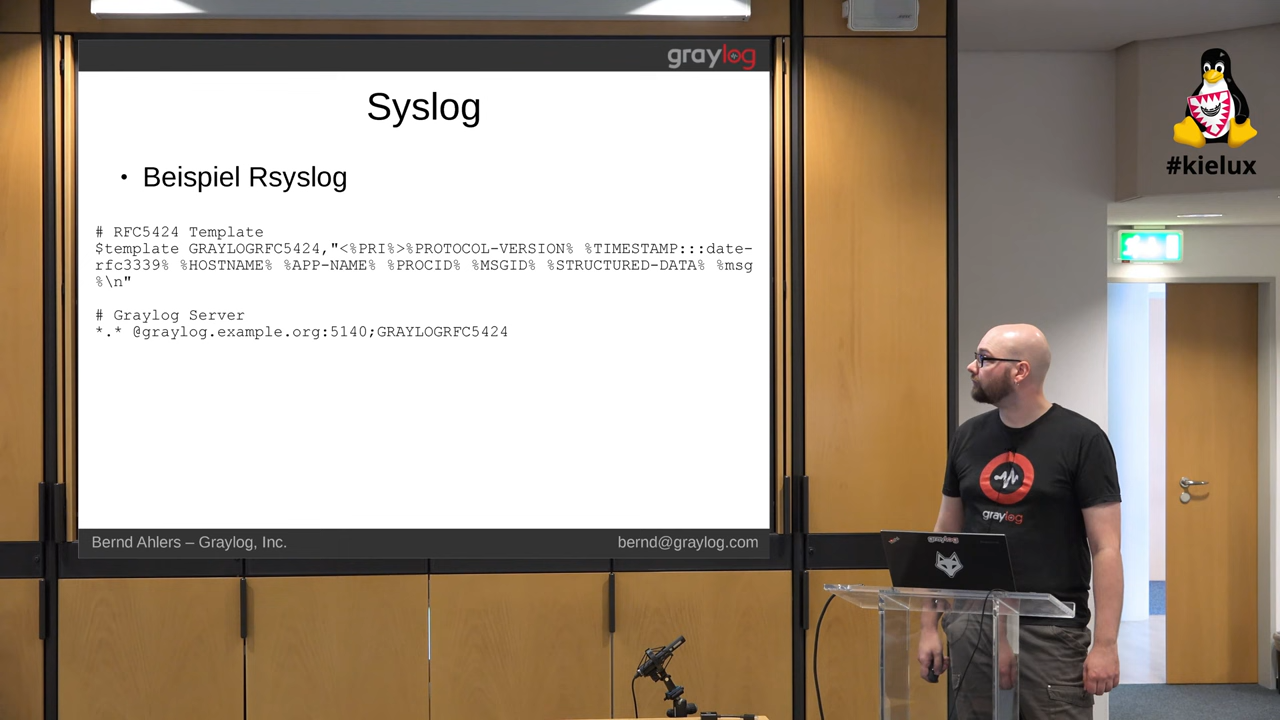 graylog
Syslog
• Beispiel Rsyslog
# RFC5424 Template
$template GRAYLOGRFC5424,"<%PRI%>%PROTOCOL-VERSION% %TIMESTAMP:::date-
rfc3339% %HOSTNAME% %APP-NAME% %PROCID% %MSGID% %STRUCTURED-DATA% %msg
%\n"
# Graylog Server
*.* @graylog.example.org:5140;GRAYLOGRFC5424
Bernd Ahlers – Graylog, Inc.
bernd@graylog.com
#kielux
graylog
graylog